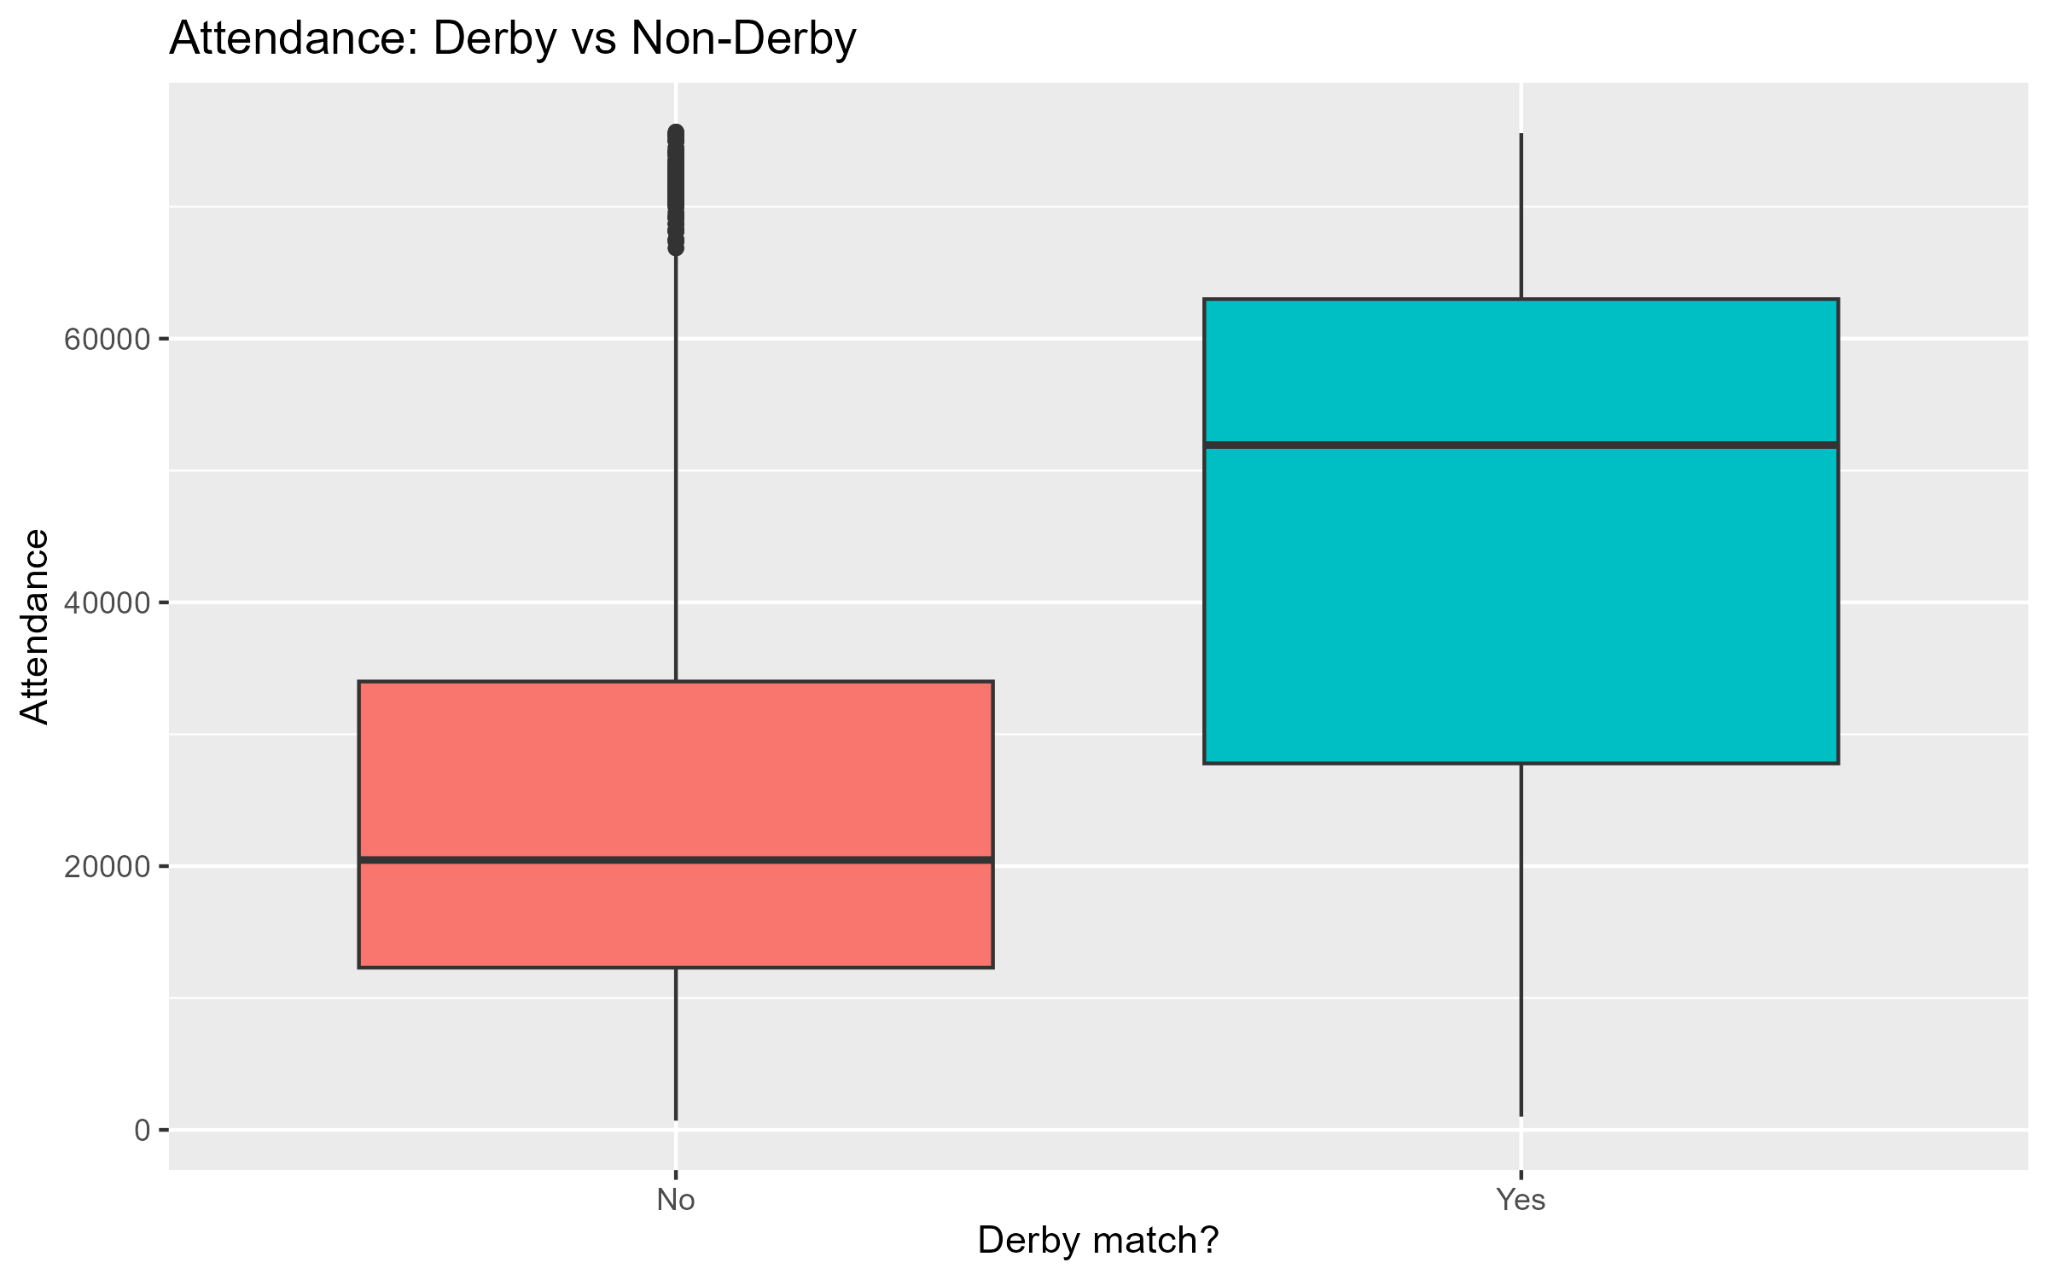 Attendance: Derby vs Non-Derby
Attendance
60000
40000
20000
0
No
Yes
Derby match?